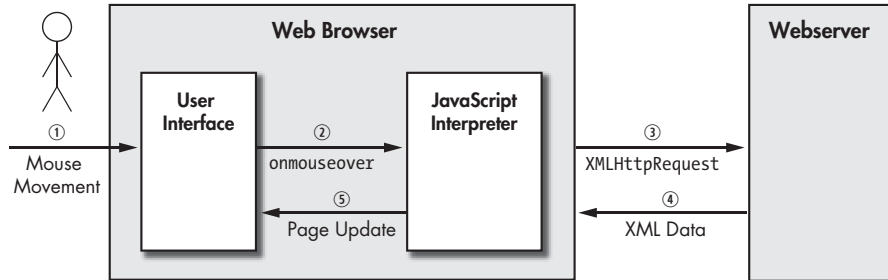 Web Browser
Webserver
User
Interface
JavaScript
Interpreter
①
Mouse
Movement
②
onmouseover
③
XMLHttpRequest
⑤
Page Update
④
XML Data